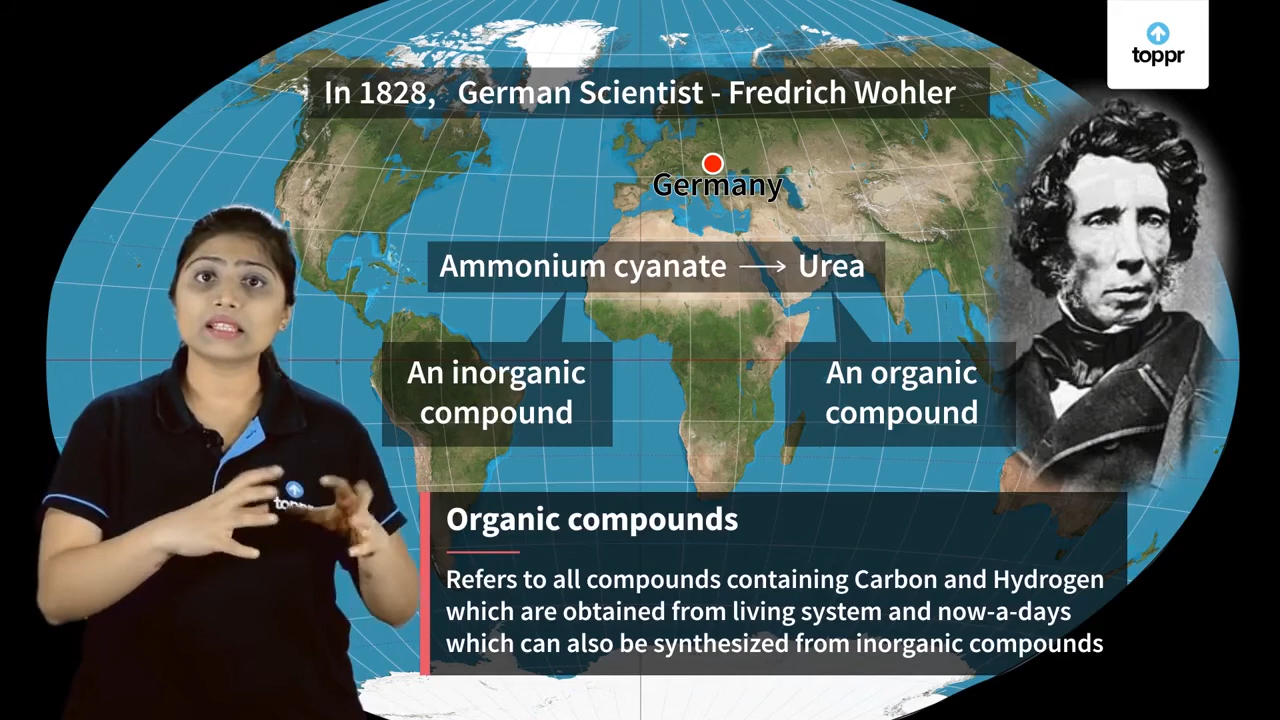 toppr
In 1828, German Scientist - Fredrich Wohler
Germany
Ammonium cyanate → Urea
An inorganic
compound
An organic
compound
toppr
Organic compounds
Refers to all compounds containing Carbon and Hydrogen
which are obtained from living system and now-a-days
which can also be synthesized from inorganic compounds